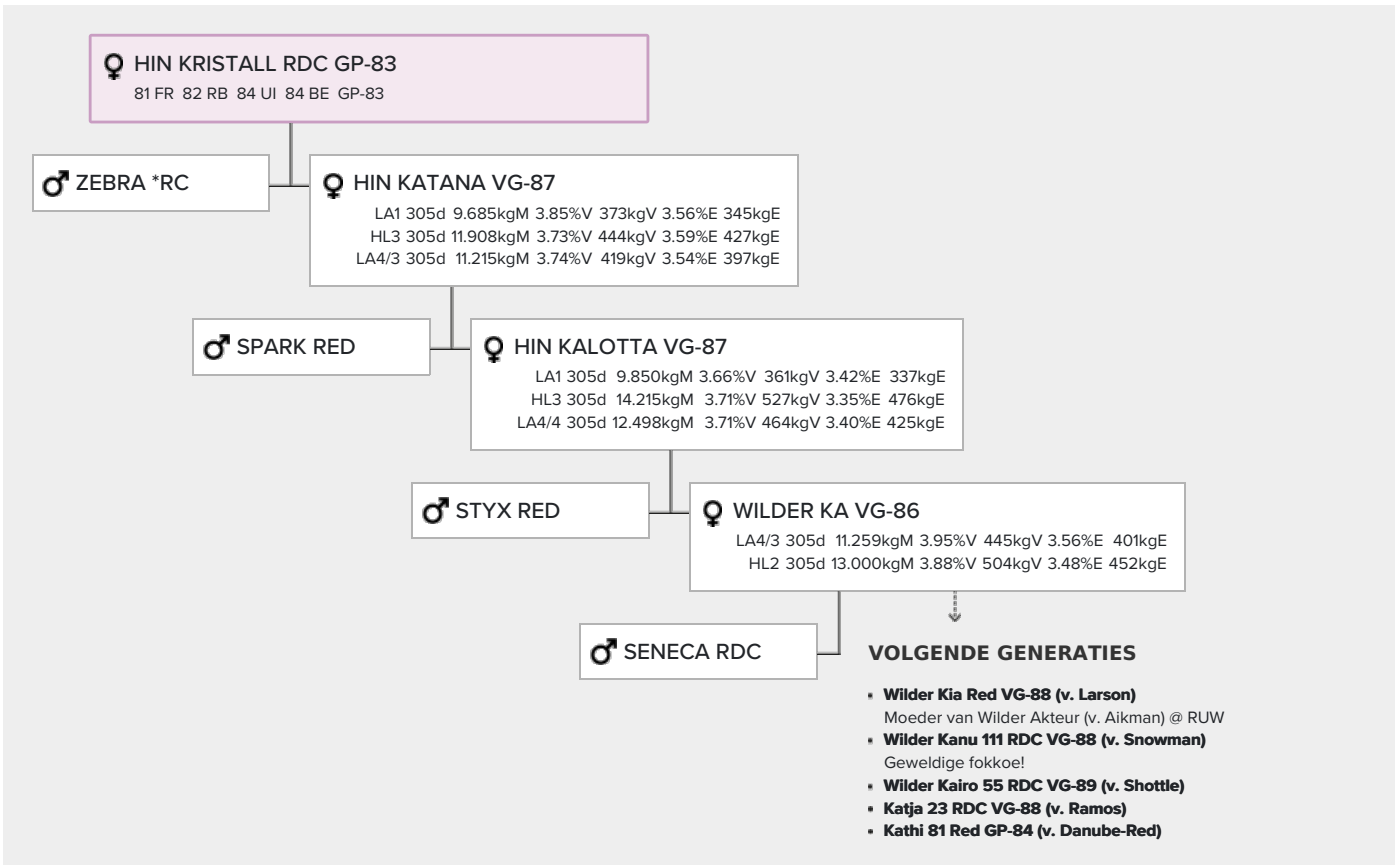 HIN KRISTALL RDC GP-83
81 FR 82 RB 84 UI 84 BE GP-83
ZEBRA *RC
HIN KATANA VG-87
LA1 305d 9.685kgM 3.85%V 373kgV 3.56%E 345kgE
HL3 305d 11.908kgM 3.73%V 444kgV 3.59%E 427kgE
LA4/3 305d 11.215kgM 3.74%V 419kgV 3.54%E 397kgE
SPARK RED
HIN KALOTTA VG-87
LA1 305d 9.850kgM 3.66%V 361kgV 3.42%E 337kgE
HL3 305d 14.215kgM 3.71%V 527kgV 3.35%E 476kgE
LA4/4 305d 12.498kgM 3.71%V 464kgV 3.40%E 425kgE
STYX RED
WILDER KA VG-86
LA4/3 305d 11.259kgM 3.95%V 445kgV 3.56%E 401kgE
HL2 305d 13.000kgM 3.88%V 504kgV 3.48%E 452kgE
SENECA RDC
VOLGENDE GENERATIES
Wilder Kia Red VG-88 (v. Larson)
Moeder van Wilder Akteur (v. Aikman) @ RUW
Wilder Kanu 111 RDC VG-88 (v. Snowman)
Geweldige fokkoe!
Wilder Kairo 55 RDC VG-89 (v. Shottle)
Katja 23 RDC VG-88 (v. Ramos)
Kathi 81 Red GP-84 (v. Danube-Red)